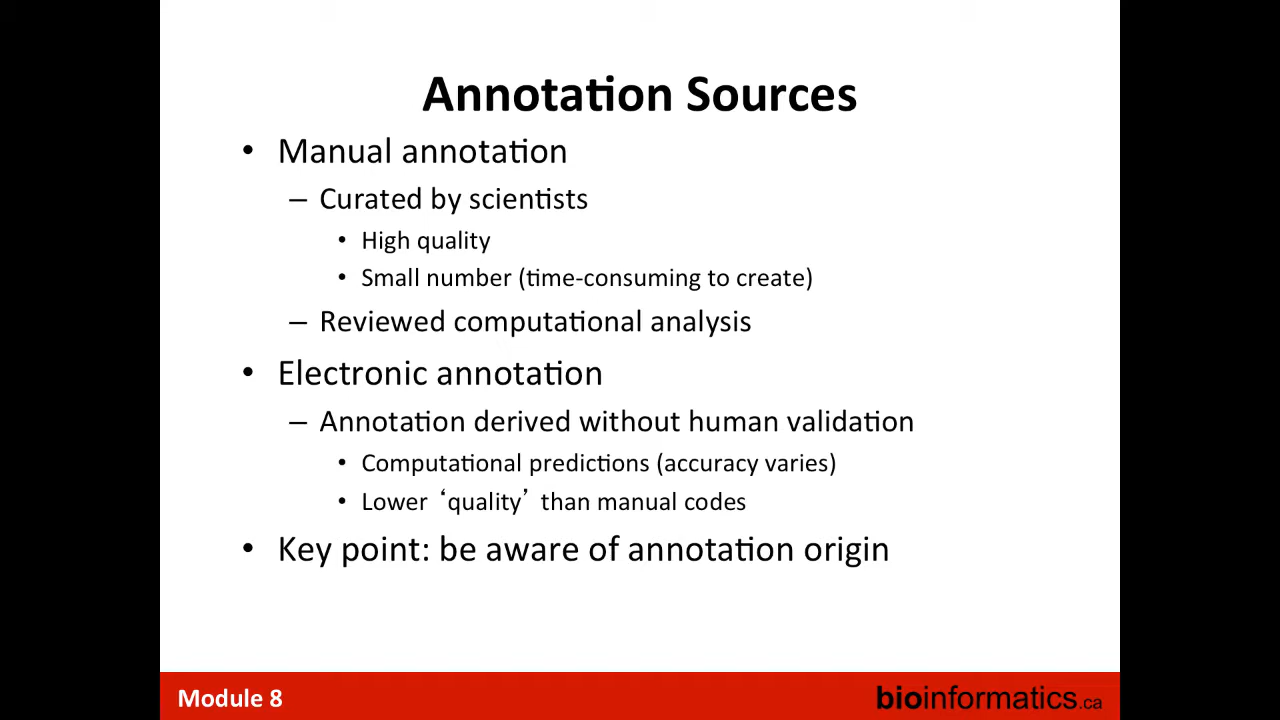 Annotation Sources
• Manual annotation
– Curated by scientists
• High quality
• Small number (time-consuming to create)
– Reviewed computational analysis
• Electronic annotation
– Annotation derived without human validation
• Computational predictions (accuracy varies)
• Lower ‘quality’ than manual codes
• Key point: be aware of annotation origin
Module 8
bioinformatics.ca